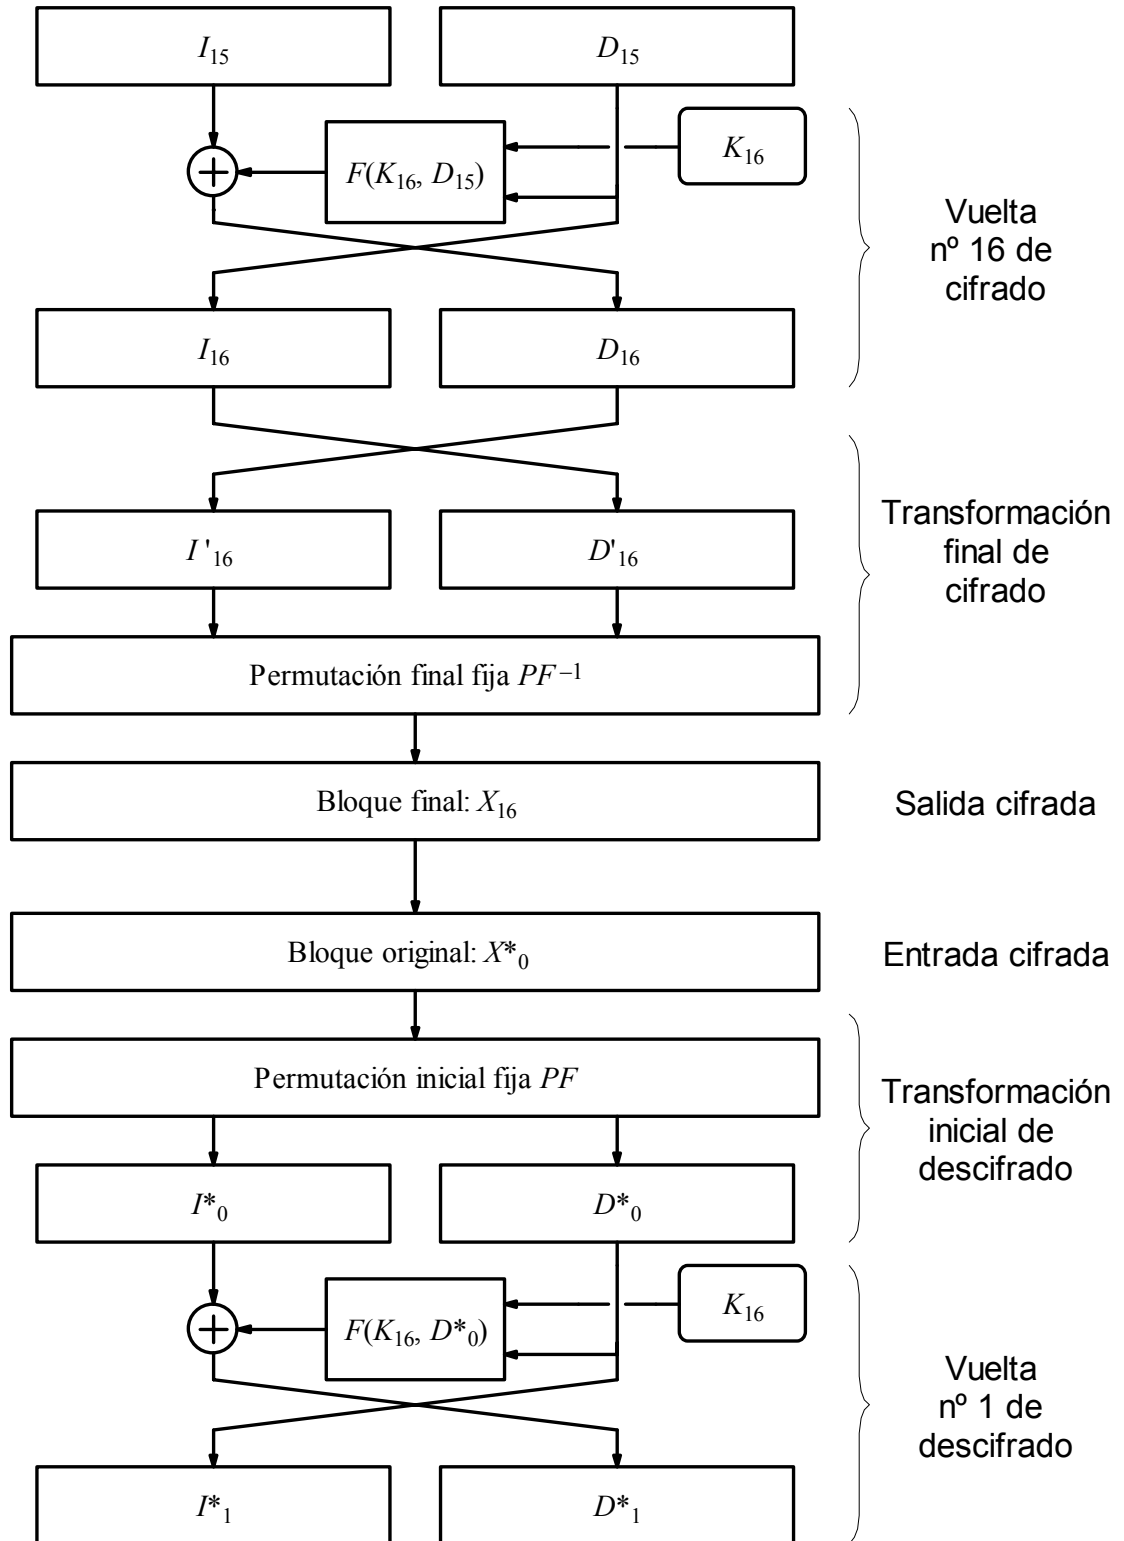 I₁₅
D₁₅
K₁₆
F(K₁₆, D₁₅)
Vuelta
nº 16 de
cifrado
I₁₆
D₁₆
I'₁₆
D'₁₆
Transformación
final de
cifrado
Permutación final fija PF⁻¹
Bloque final: X₁₆
Salida cifrada
Bloque original: X*₀
Entrada cifrada
Permutación inicial fija PF
Transformación
inicial de
descifrado
I*₀
D*₀
K₁₆
F(K₁₆, D*₀)
Vuelta
nº 1 de
descifrado
I*₁
D*₁